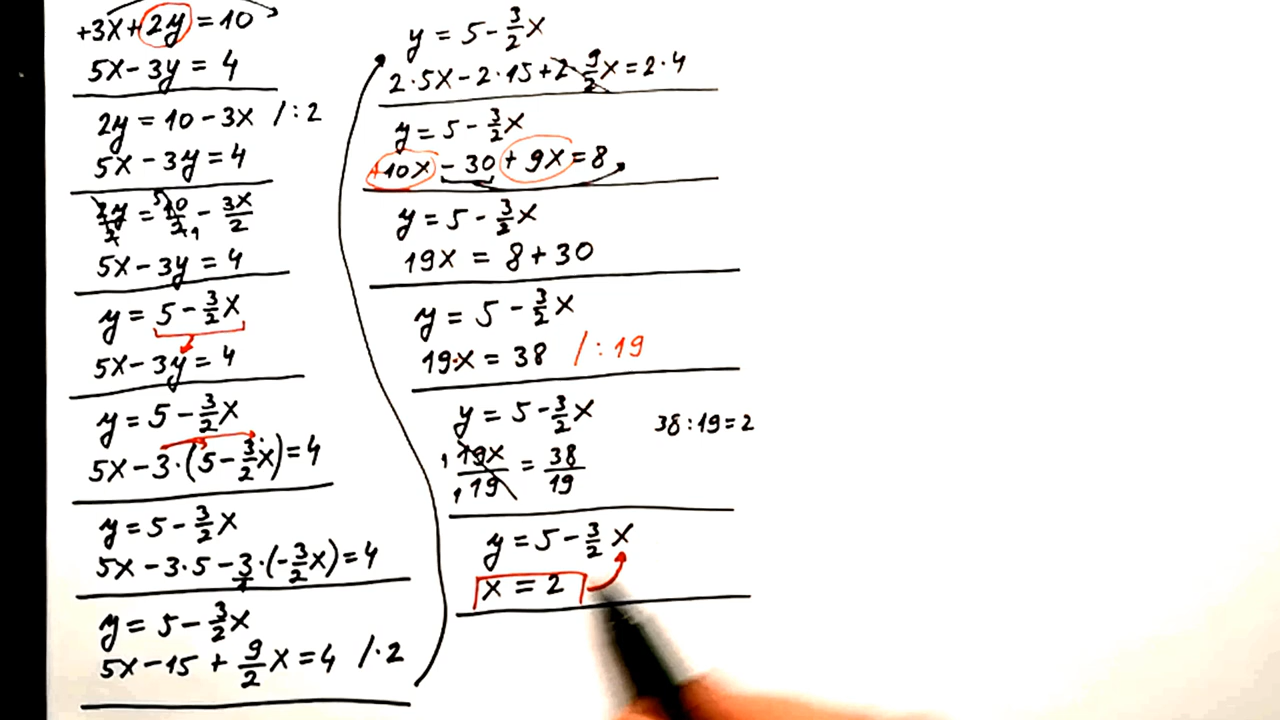 +3x+2y=10
5x-3y=4
2y=10-3x /:2
5x-3y=4
2y/2=10/2-3x/2
5x-3y=4
y=5-3/2x
5x-3y=4
y=5-3/2x
5x-3·(5-3/2x)=4
y=5-3/2x
5x-3·5-3/1·(-3/2x)=4
y=5-3/2x
5x-15+9/2x=4 /·2
y=5-3/2x
2·5x-2·15+2·9/2x=2·4
y=5-3/2x
+10x-30+9x=8
y=5-3/2x
19x=8+30
y=5-3/2x
19·x=38 /:19
y=5-3/2x 38:19=2
19x/19=38/19
y=5-3/2x
x=2